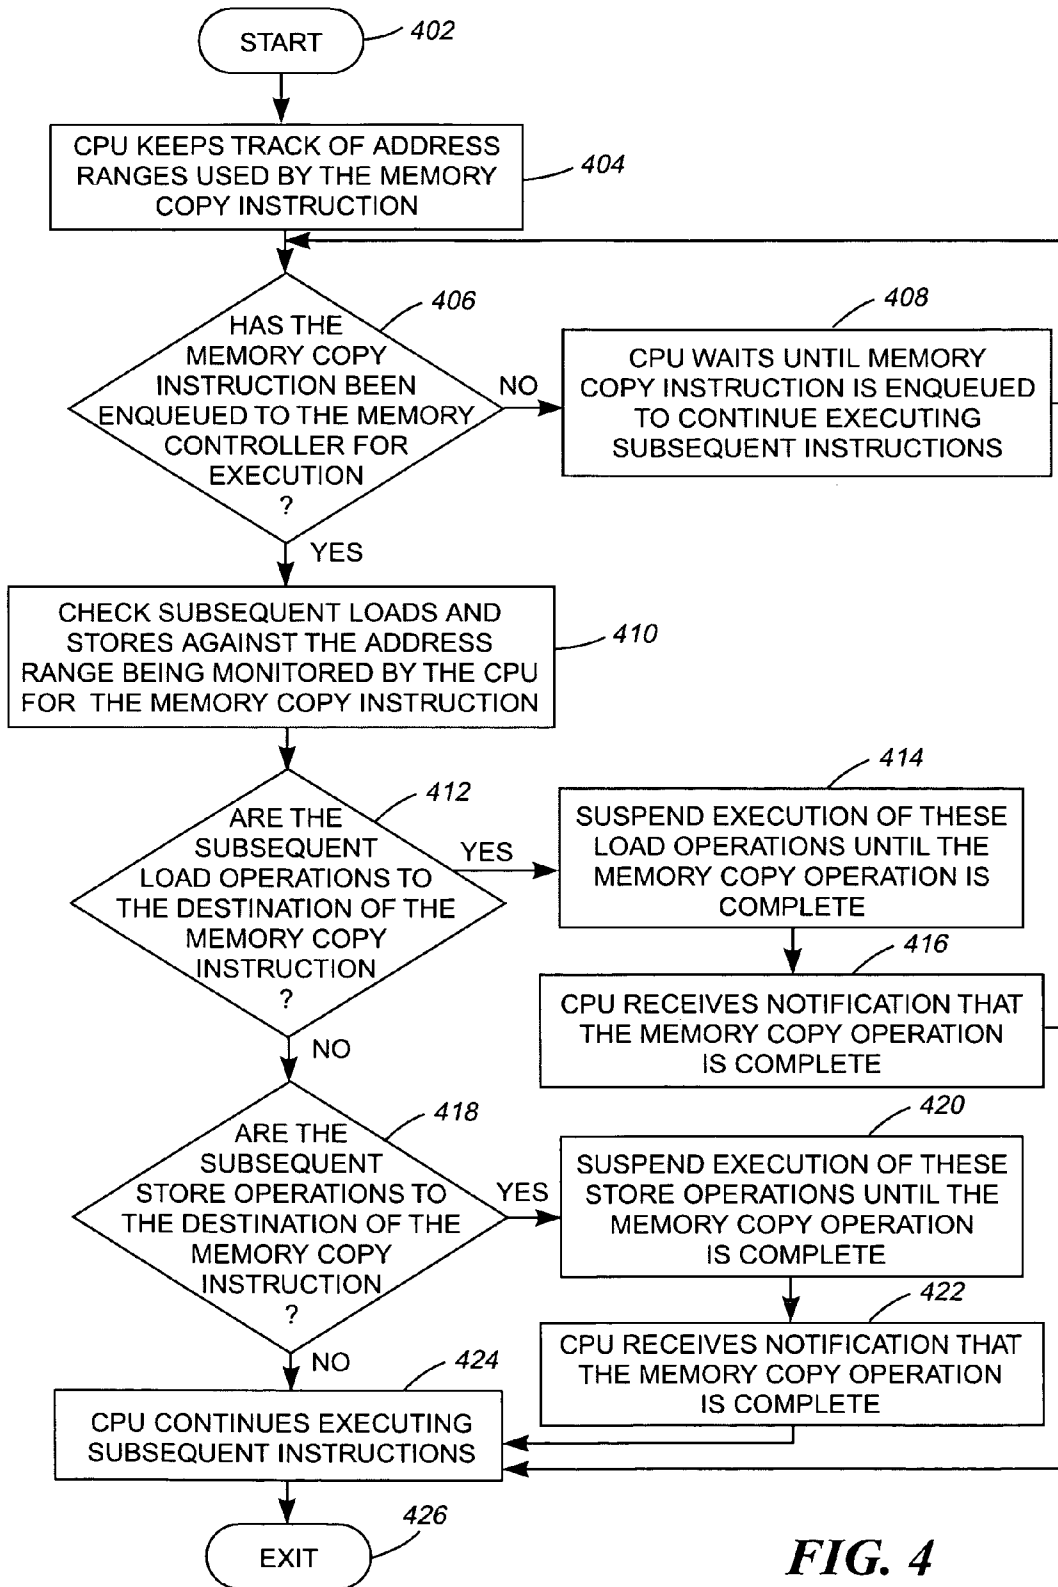 START
402
CPU KEEPS TRACK OF ADDRESS
RANGES USED BY THE MEMORY
COPY INSTRUCTION
404
HAS THE
MEMORY COPY
INSTRUCTION BEEN
ENQUEUED TO THE MEMORY
CONTROLLER FOR
EXECUTION
?
406
NO
408
CPU WAITS UNTIL MEMORY
COPY INSTRUCTION IS ENQUEUED
TO CONTINUE EXECUTING
SUBSEQUENT INSTRUCTIONS
YES
CHECK SUBSEQUENT LOADS AND
STORES AGAINST THE ADDRESS
RANGE BEING MONITORED BY THE CPU
FOR THE MEMORY COPY INSTRUCTION
410
ARE THE
SUBSEQUENT
LOAD OPERATIONS TO
THE DESTINATION OF THE
MEMORY COPY
INSTRUCTION
?
412
YES
414
SUSPEND EXECUTION OF THESE
LOAD OPERATIONS UNTIL THE
MEMORY COPY OPERATION IS
COMPLETE
416
CPU RECEIVES NOTIFICATION THAT
THE MEMORY COPY OPERATION
IS COMPLETE
NO
ARE THE
SUBSEQUENT
STORE OPERATIONS TO
THE DESTINATION OF THE
MEMORY COPY
INSTRUCTION
?
418
YES
420
SUSPEND EXECUTION OF THESE
STORE OPERATIONS UNTIL THE
MEMORY COPY OPERATION
IS COMPLETE
422
CPU RECEIVES NOTIFICATION THAT
THE MEMORY COPY OPERATION
IS COMPLETE
NO
424
CPU CONTINUES EXECUTING
SUBSEQUENT INSTRUCTIONS
EXIT
426
FIG. 4